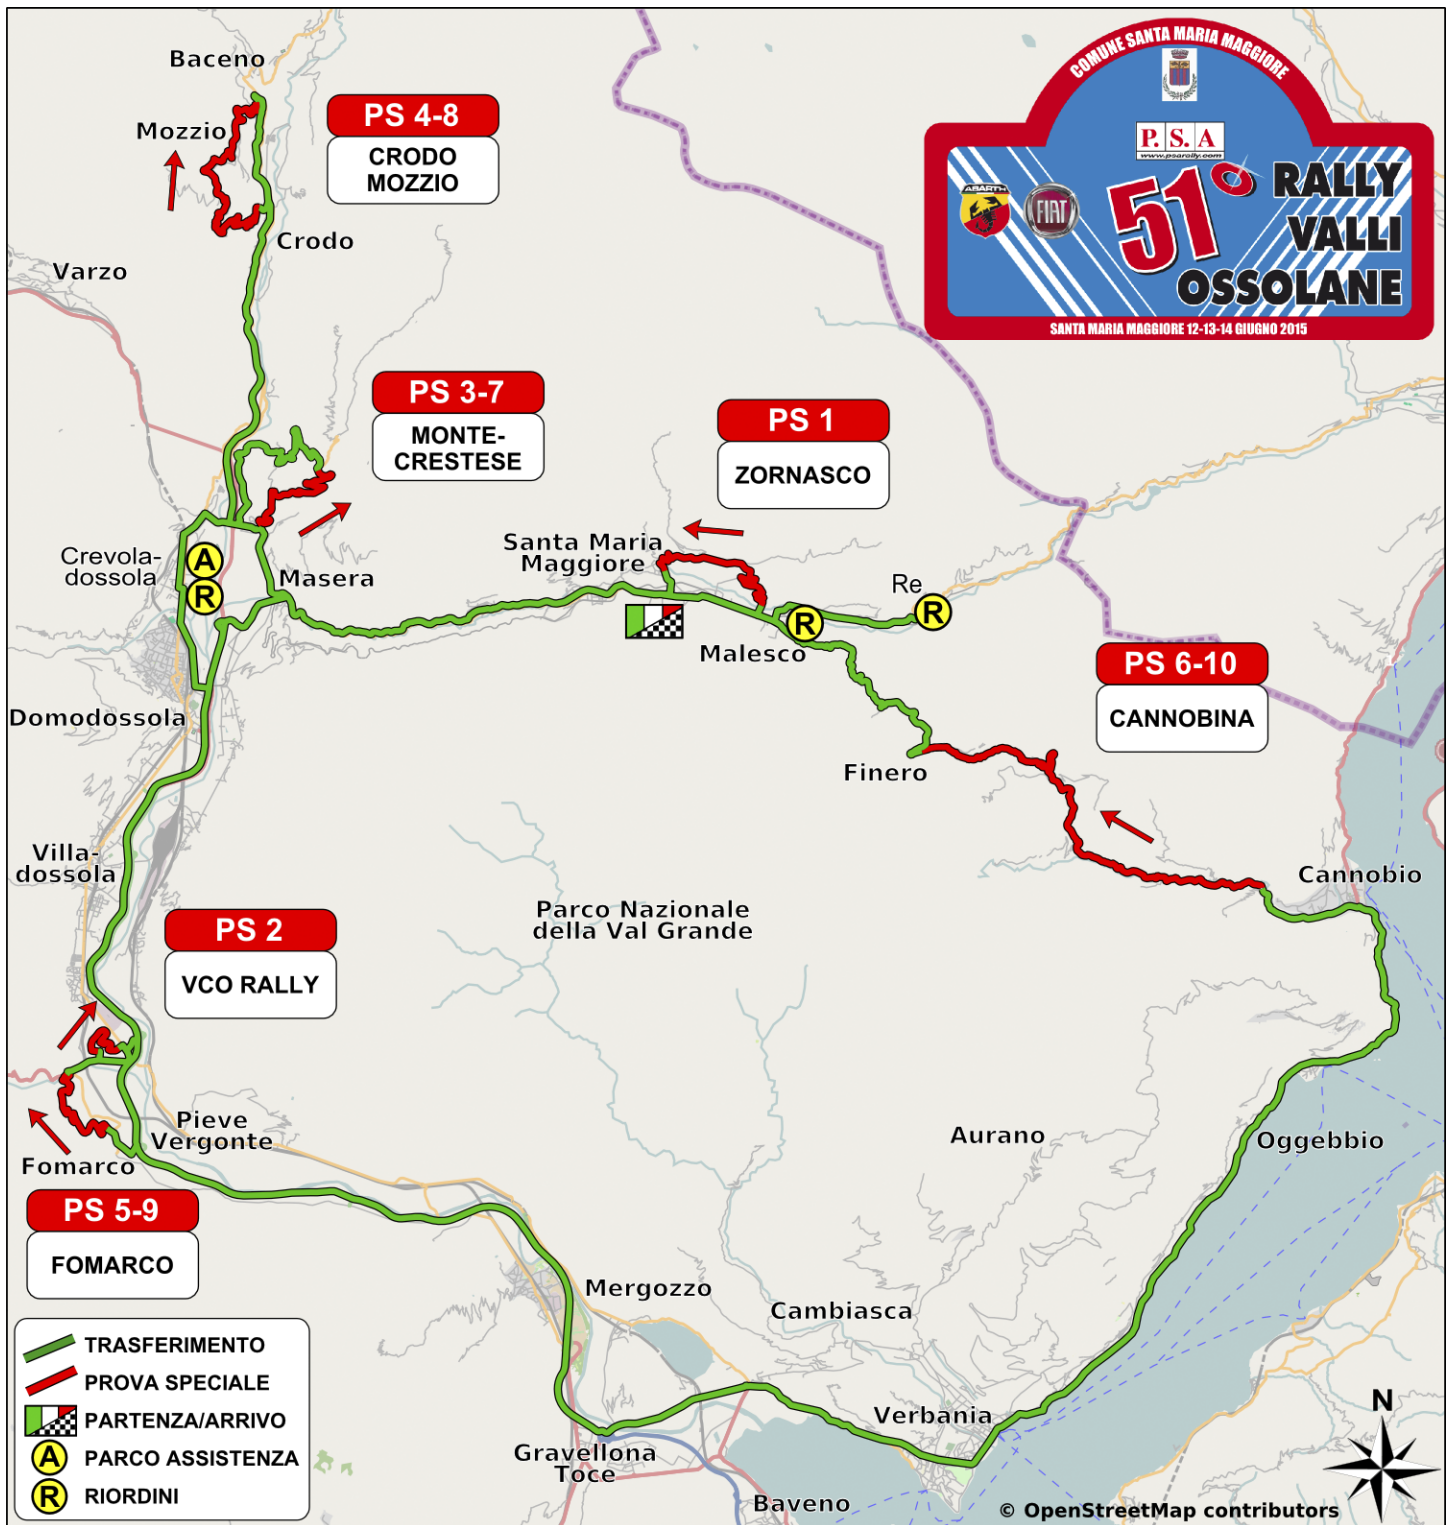 COMUNE SANTA MARIA MAGGIORE
P.S.A
www.psarally.com
ABARTH
FIAT
51° RALLY
VALLI
OSSOLANE
SANTA MARIA MAGGIORE 12-13-14 GIUGNO 2015
Baceno
Mozzio
PS 4-8
CRODO
MOZZIO
Crodo
Varzo
PS 3-7
MONTE-
CRESTESE
PS 1
ZORNASCO
Santa Maria
Maggiore
Crevola-
dossola
A
R
Masera
Re
R
R
Malesco
PS 6-10
CANNOBINA
Domodossola
Finero
Villa-
dossola
Cannobio
Parco Nazionale
della Val Grande
PS 2
VCO RALLY
Pieve
Vergonte
Aurano
Oggebbio
Fomarco
PS 5-9
FOMARCO
Mergozzo
Cambiasca
Verbania
Gravellona
Toce
Baveno
TRASFERIMENTO
PROVA SPECIALE
PARTENZA/ARRIVO
A PARCO ASSISTENZA
R RIORDINI
N
© OpenStreetMap contributors